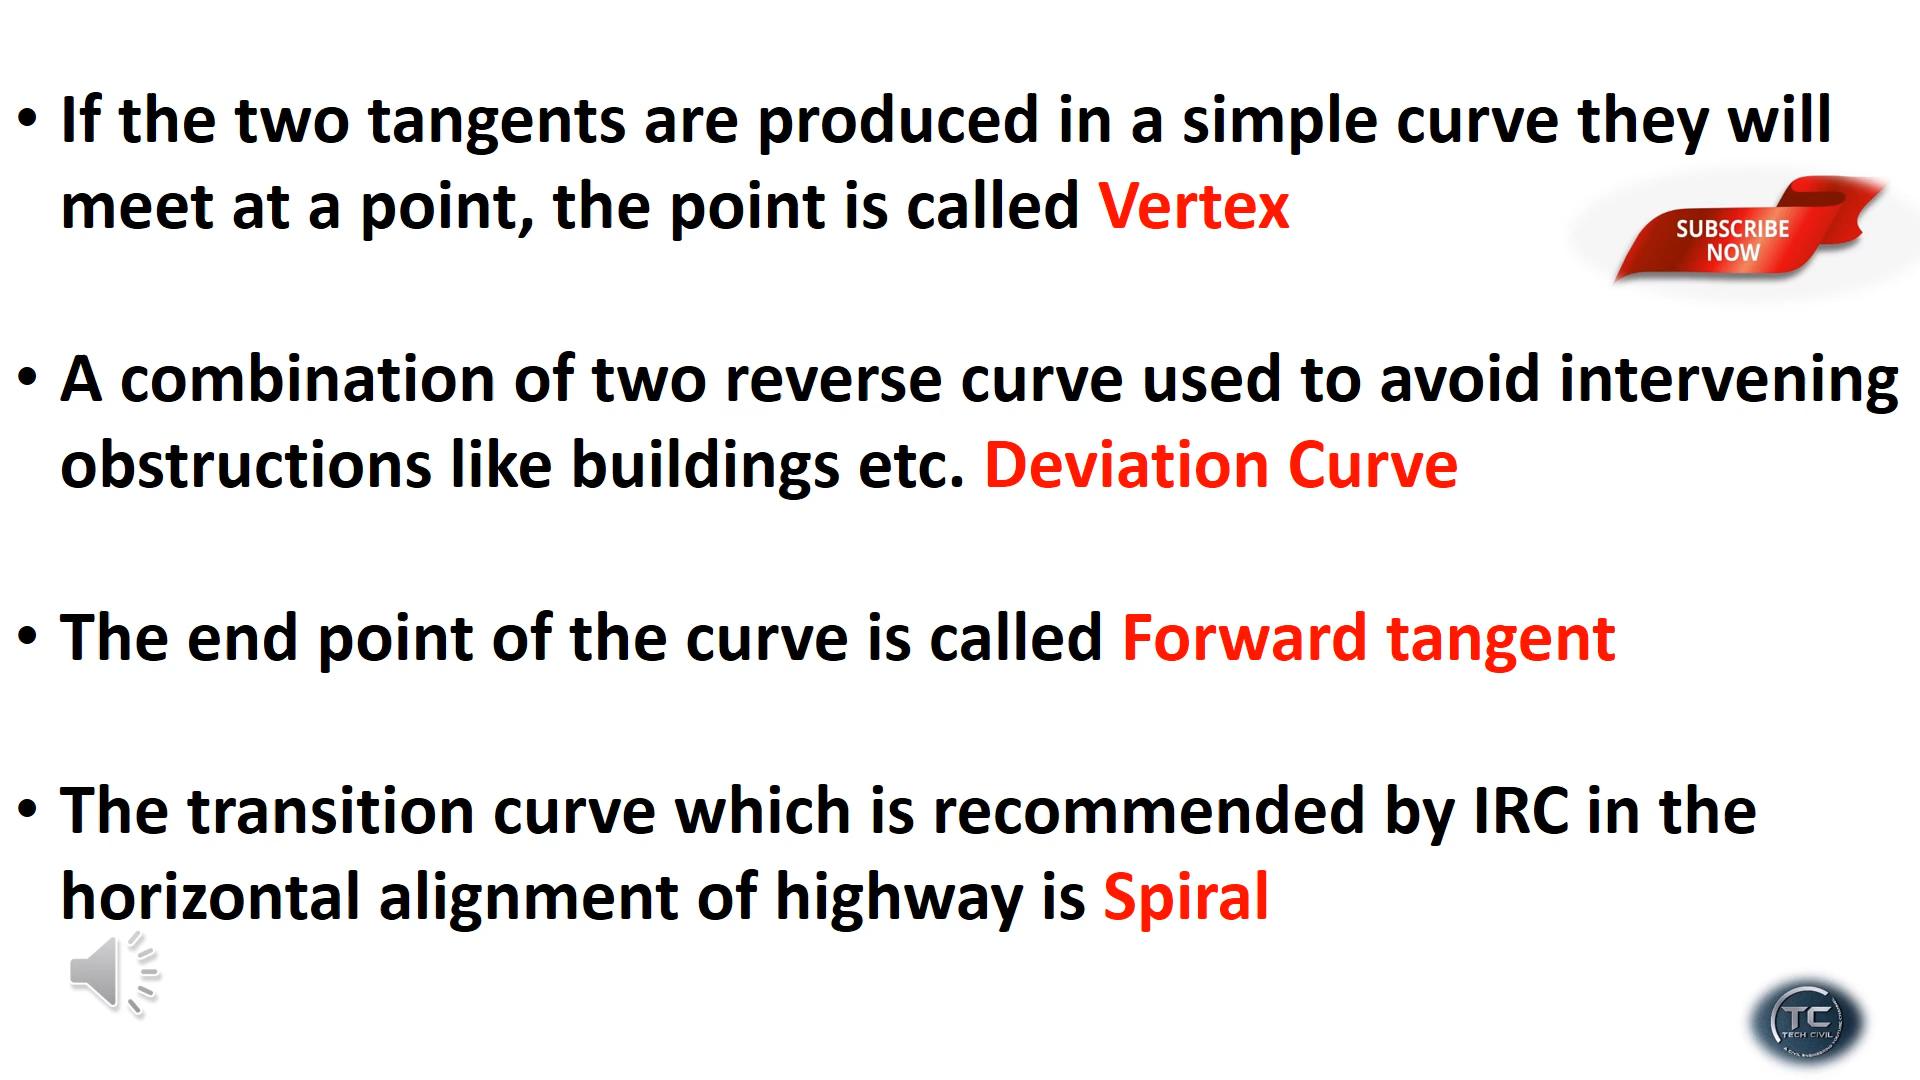 • If the two tangents are produced in a simple curve they will
meet at a point, the point is called Vertex
SUBSCRIBE
NOW
• A combination of two reverse curve used to avoid intervening
obstructions like buildings etc. Deviation Curve
• The end point of the curve is called Forward tangent
• The transition curve which is recommended by IRC in the
horizontal alignment of highway is Spiral
TC
TECH CIVIL